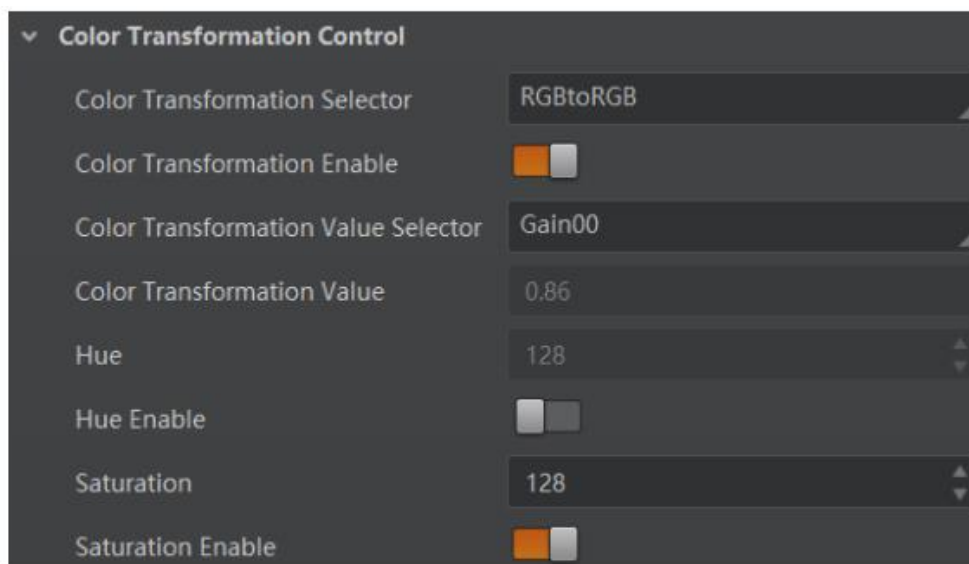 Color Transformation Control
Color Transformation Selector RGBtoRGB
Color Transformation Enable
Color Transformation Value Selector Gain00
Color Transformation Value 0.86
Hue 128
Hue Enable
Saturation 128
Saturation Enable